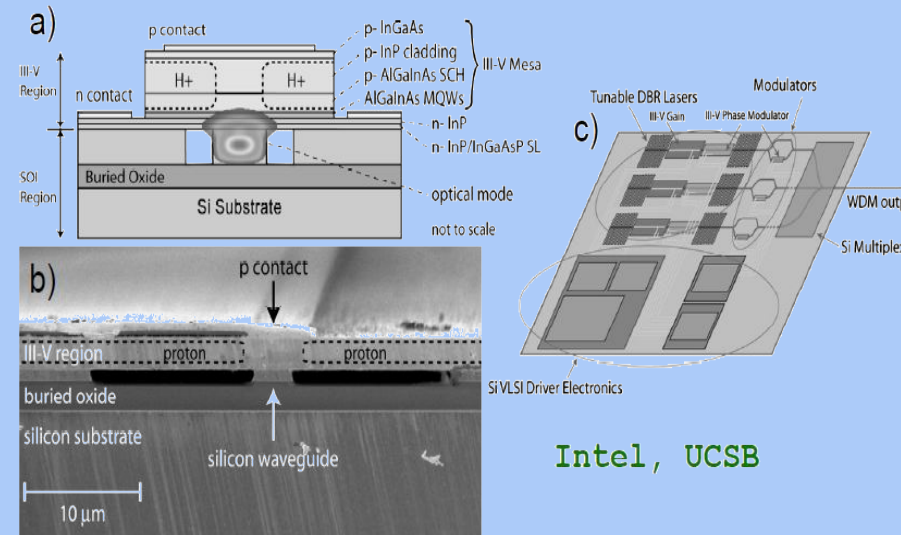 a)
p contact
III-V
Region
n contact
SOI
Region
H+
H+
p- InGaAs
p- InP cladding
p- AlGaInAs SCH
AlGaInAs MQWs
III-V Mesa
n- InP
n- InP/InGaAsP SL
Buried Oxide
optical mode
Si Substrate
not to scale
b)
p contact
III-V region
proton
proton
buried oxide
silicon substrate
silicon waveguide
10 μm
c)
Modulators
Tunable DBR Lasers
III-V Gain
III-V Phase Modulator
WDM outp
Si Multiplex
Si VLSI Driver Electronics
Intel, UCSB